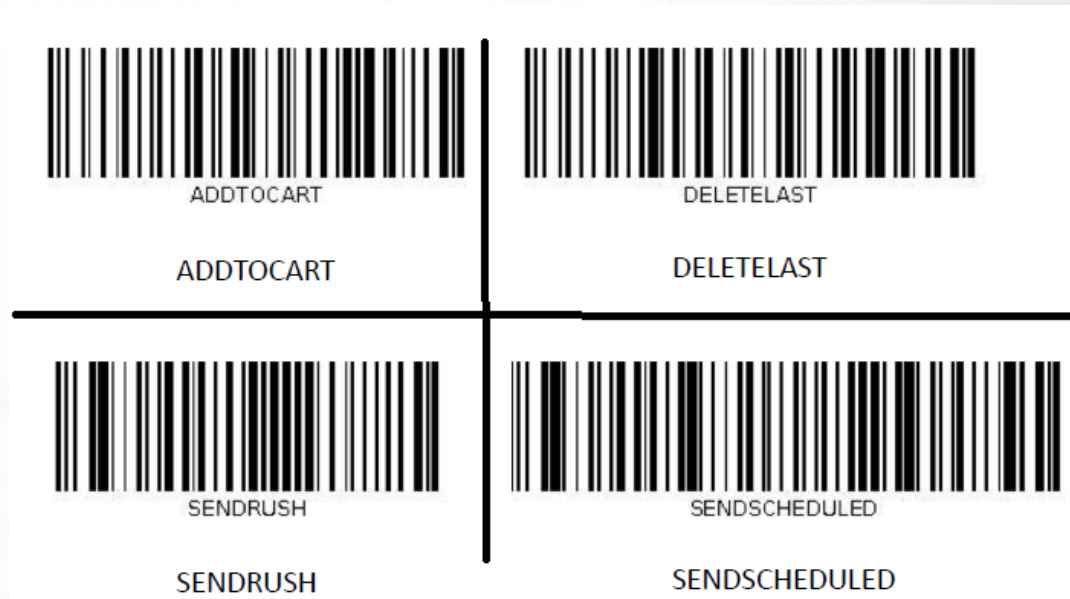 ADDTOCART
ADDTOCART
DELETELAST
DELETELAST
SENDRUSH
SENDRUSH
SENDSCHEDULED
SENDSCHEDULED